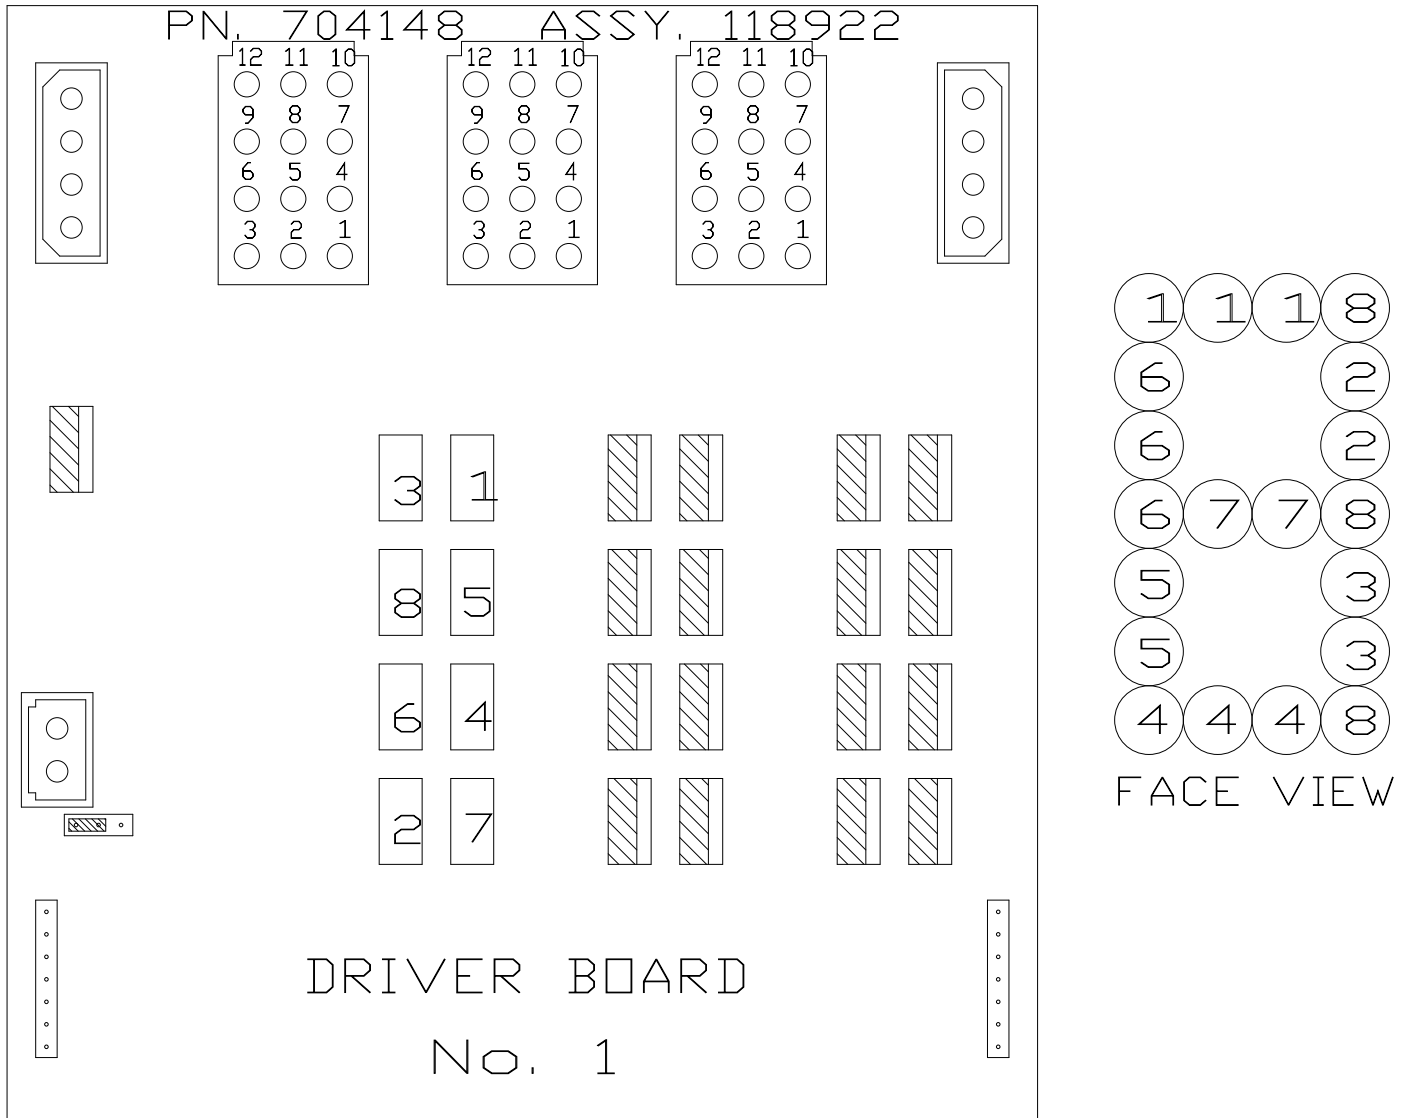 PN. 704148 ASSY. 118922
12 11 10 12 11 10 12 11 10
9 8 7 9 8 7 9 8 7
6 5 4 6 5 4 6 5 4
3 2 1 3 2 1 3 2 1
1 1 1 8
6 2
6 2
6 7 7 8
5 3
5 3
4 4 4 8
FACE VIEW
3 1
8 5
6 4
2 7
DRIVER BOARD
No. 1